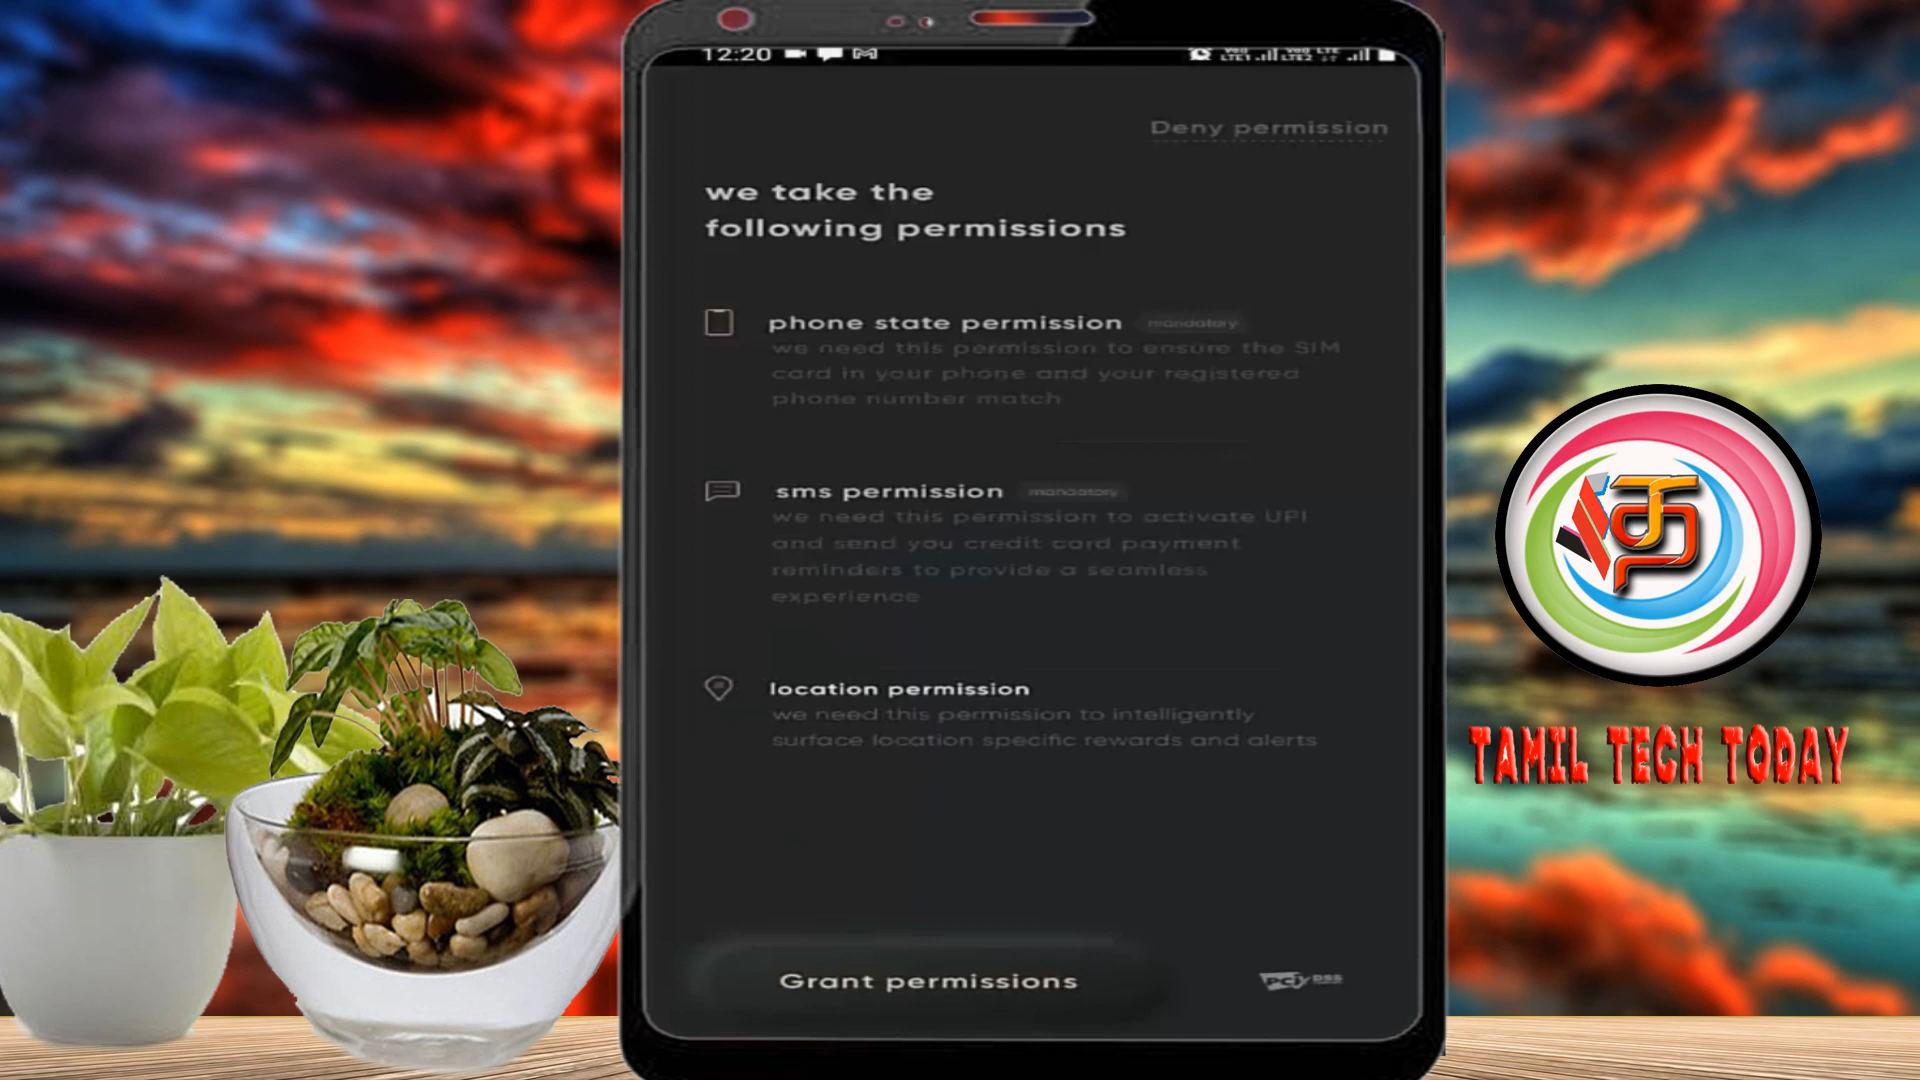 12:20
Deny permission
we take the
following permissions
phone state permission mandatory
we need this permission to ensure the SIM
card in your phone and your registered
phone number match
sms permission mandatory
we need this permission to activate UPI
and send you credit card payment
reminders to provide a seamless
experience
location permission
we need this permission to intelligently
surface location specific rewards and alerts
Grant permissions
PCI DSS
TAMIL TECH TODAY